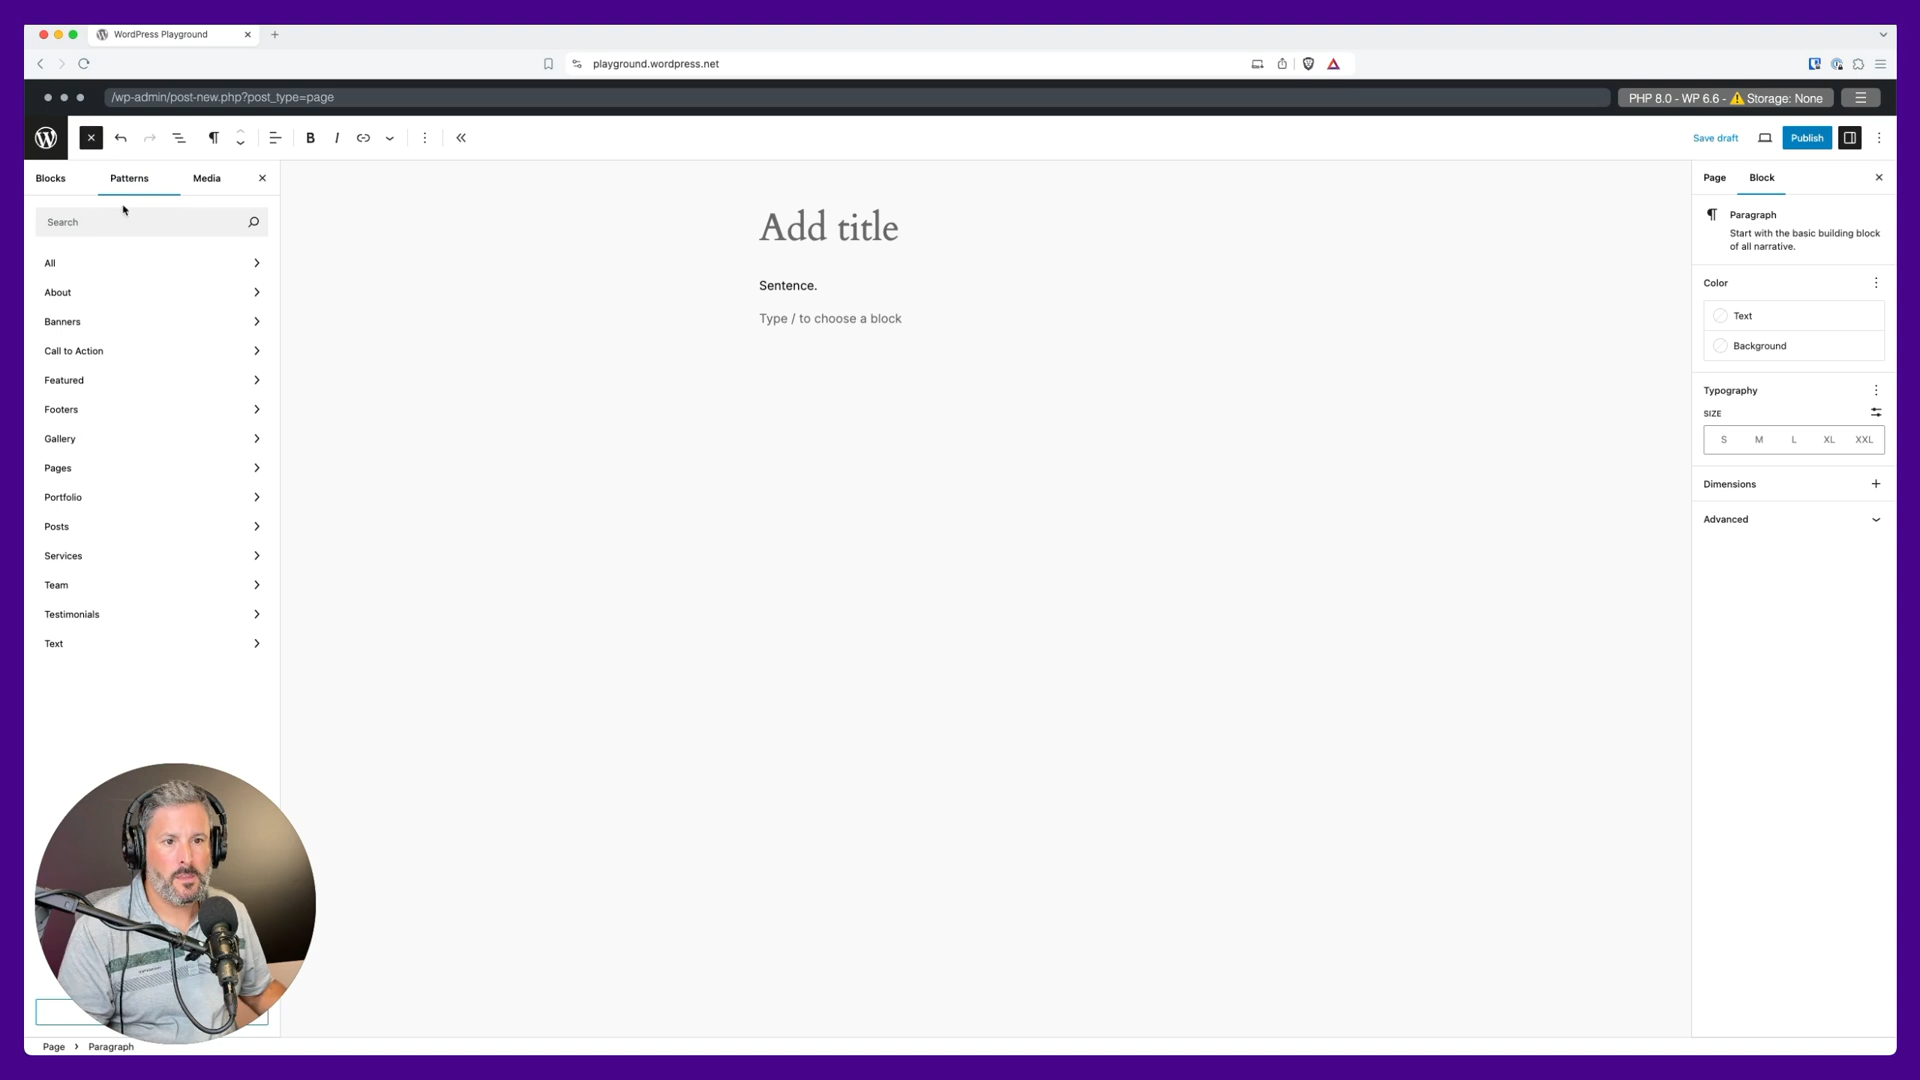 WordPress Playground
playground.wordpress.net
/wp-admin/post-new.php?post_type=page
PHP 8.0 - WP 6.6 - ⚠️ Storage: None
Save draft
Publish
Blocks
Patterns
Media
Search
All
About
Banners
Call to Action
Featured
Footers
Gallery
Pages
Portfolio
Posts
Services
Team
Testimonials
Text
Add title
Sentence.
Type / to choose a block
Page
Block
Paragraph
Start with the basic building block
of all narrative.
Color
Text
Background
Typography
SIZE
S M L XL XXL
Dimensions
Advanced
Page > Paragraph